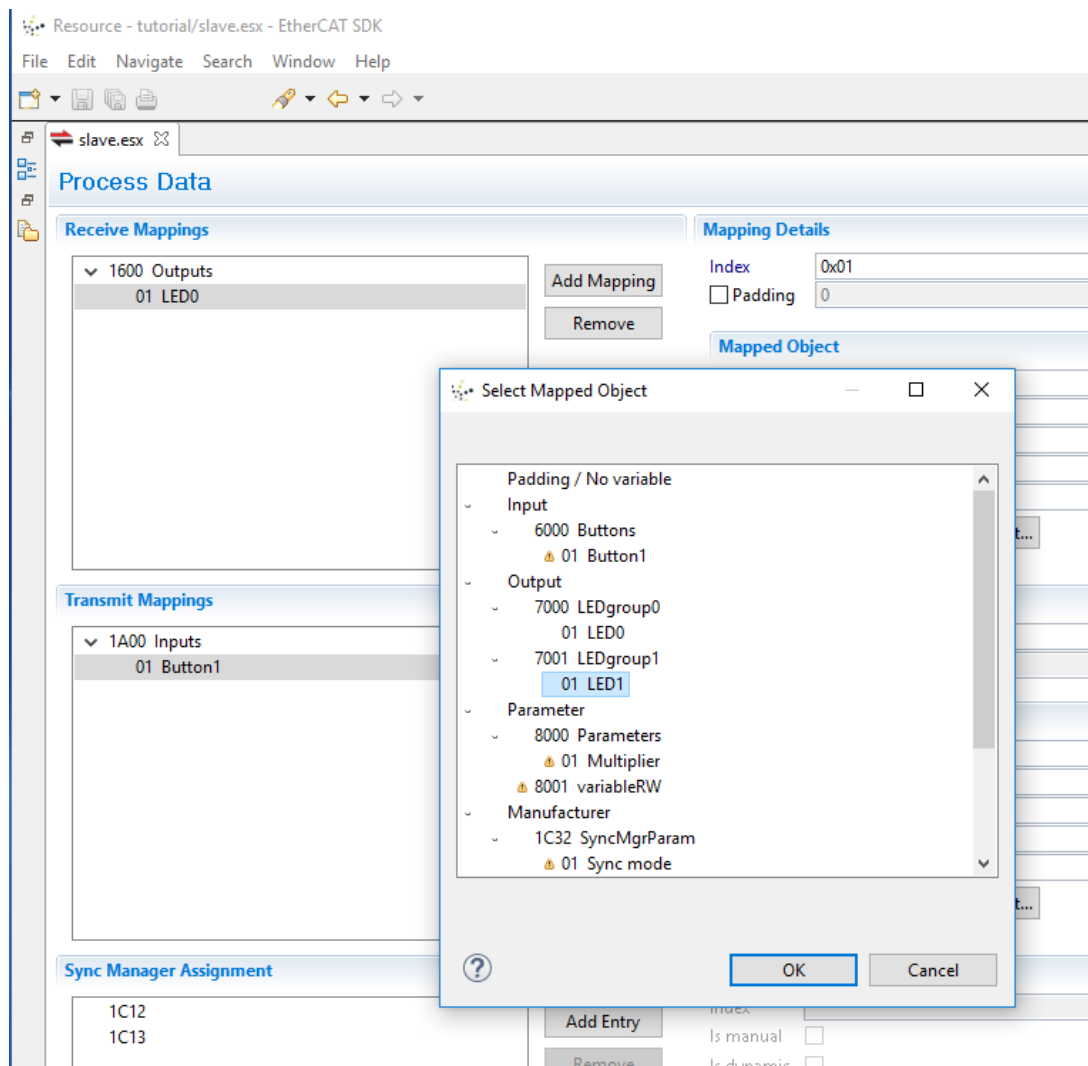 Resource - tutorial/slave.esx - EtherCAT SDK
File Edit Navigate Search Window Help
slave.esx
Process Data
Receive Mappings
1600 Outputs
01 LED0
Add Mapping
Remove
Mapping Details
Index 0x01
Padding 0
Mapped Object
Transmit Mappings
1A00 Inputs
01 Button1
Sync Manager Assignment
1C12
1C13
Add Entry
Remove
Index
Is manual
Is dynamic
Select Mapped Object
Padding / No variable
Input
6000 Buttons
01 Button1
Output
7000 LEDgroup0
01 LED0
7001 LEDgroup1
01 LED1
Parameter
8000 Parameters
01 Multiplier
8001 variableRW
Manufacturer
1C32 SyncMgrParam
01 Sync mode
OK Cancel
t...
t...